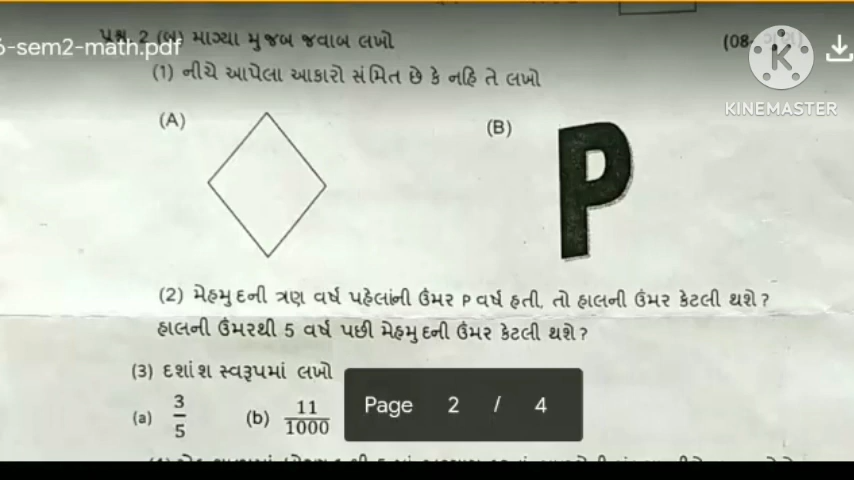 6-sem2-math.pdf
પ્રશ્ન. 2 (બ) માગ્યા મુજબ જવાબ લખો (08
KINEMASTER
(1) નીચે આપેલા આકારો સંમિત છે કે નહિ તે લખો
(A) (B) P
(2) મેહમુદની ત્રણ વર્ષ પહેલાંની ઉંમર P વર્ષ હતી, તો હાલની ઉંમર કેટલી થશે ?
હાલની ઉંમરથી 5 વર્ષ પછી મેહમુદની ઉંમર કેટલી થશે ?
(3) દશાંશ સ્વરૂપમાં લખો
(a) 3/5 (b) 11/1000
Page 2 / 4